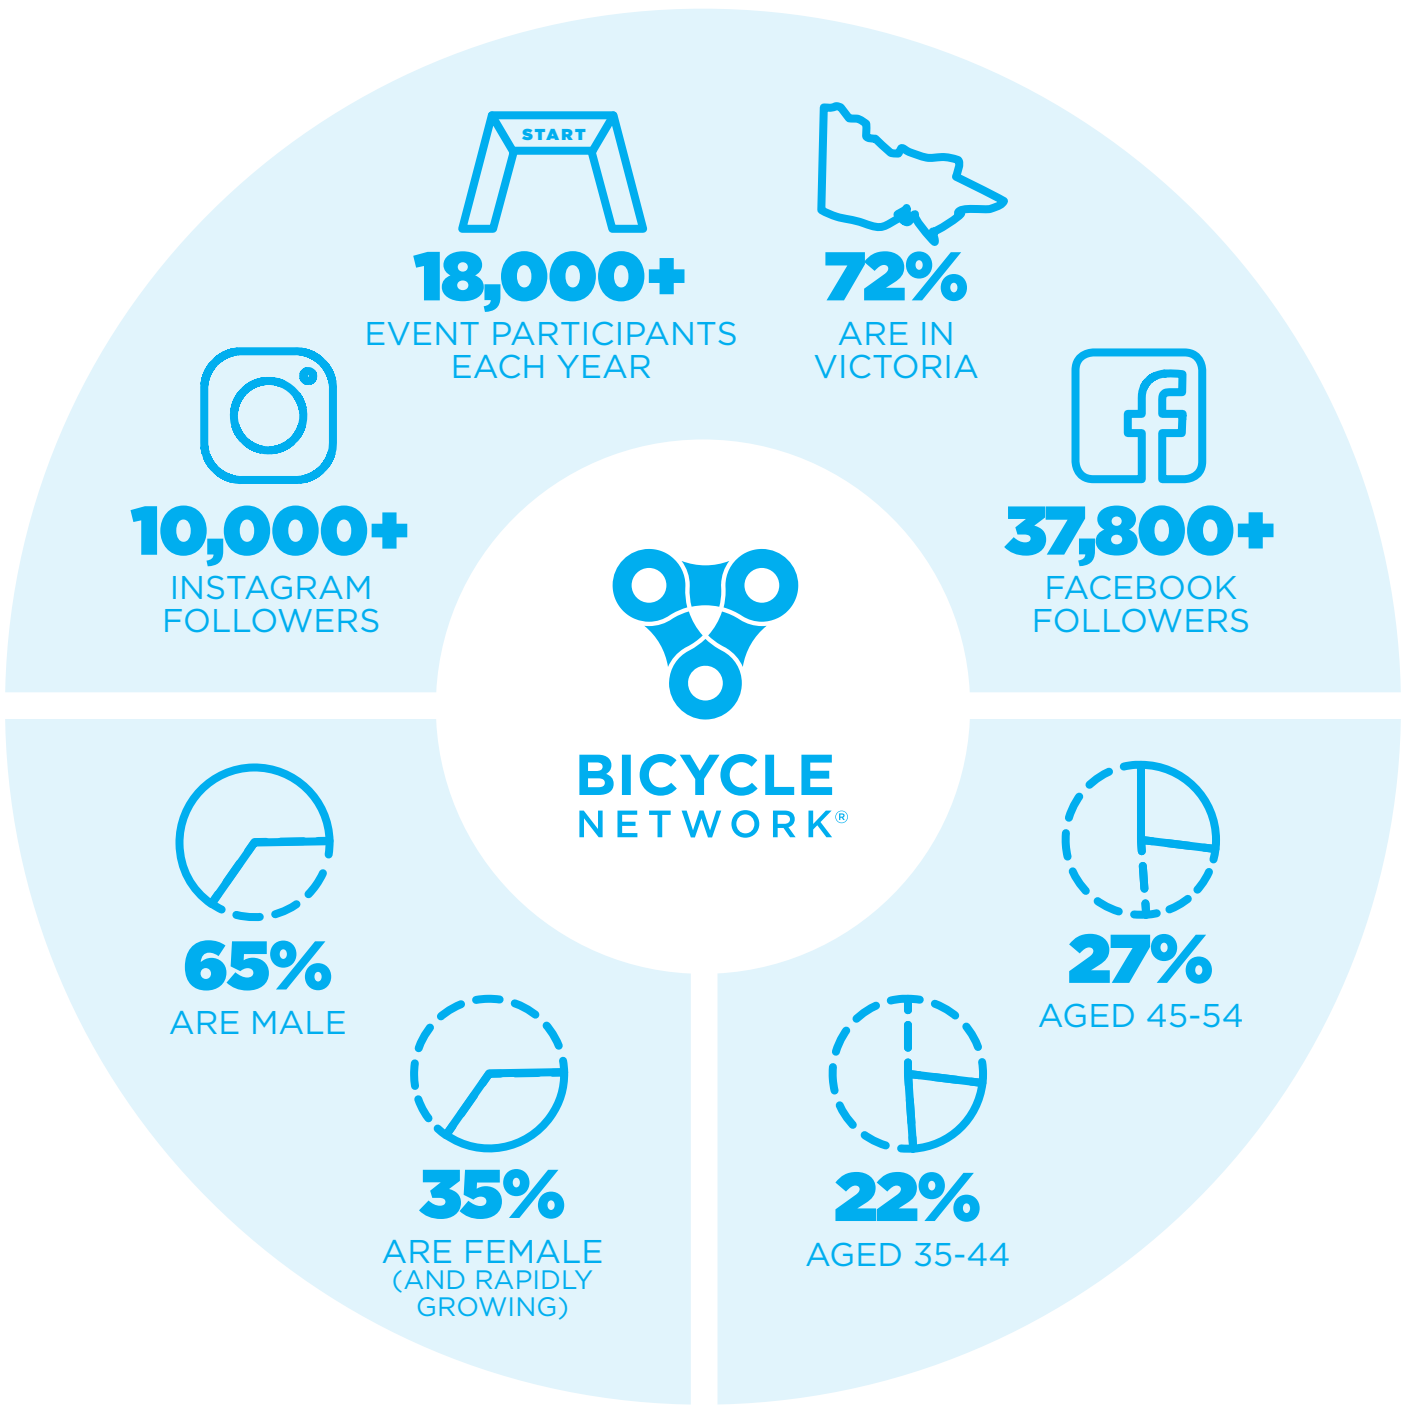 START
18,000+
EVENT PARTICIPANTS
EACH YEAR
72%
ARE IN
VICTORIA
10,000+
INSTAGRAM
FOLLOWERS
37,800+
FACEBOOK
FOLLOWERS
BICYCLE
NETWORK®
65%
ARE MALE
35%
ARE FEMALE
(AND RAPIDLY
GROWING)
27%
AGED 45-54
22%
AGED 35-44